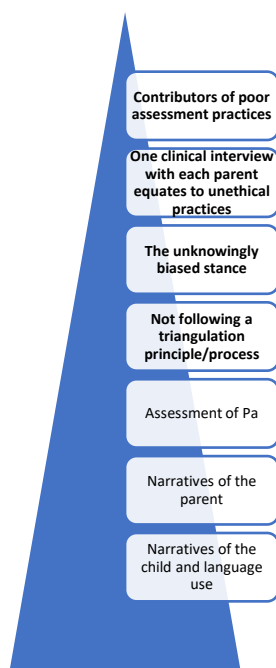 Contributors of poor
assessment practices
One clinical interview
with each parent
equates to unethical
practices
The unknowingly
biased stance
Not following a
triangulation
principle/process
Assessment of Pa
Narratives of the
parent
Narratives of the
child and language
use